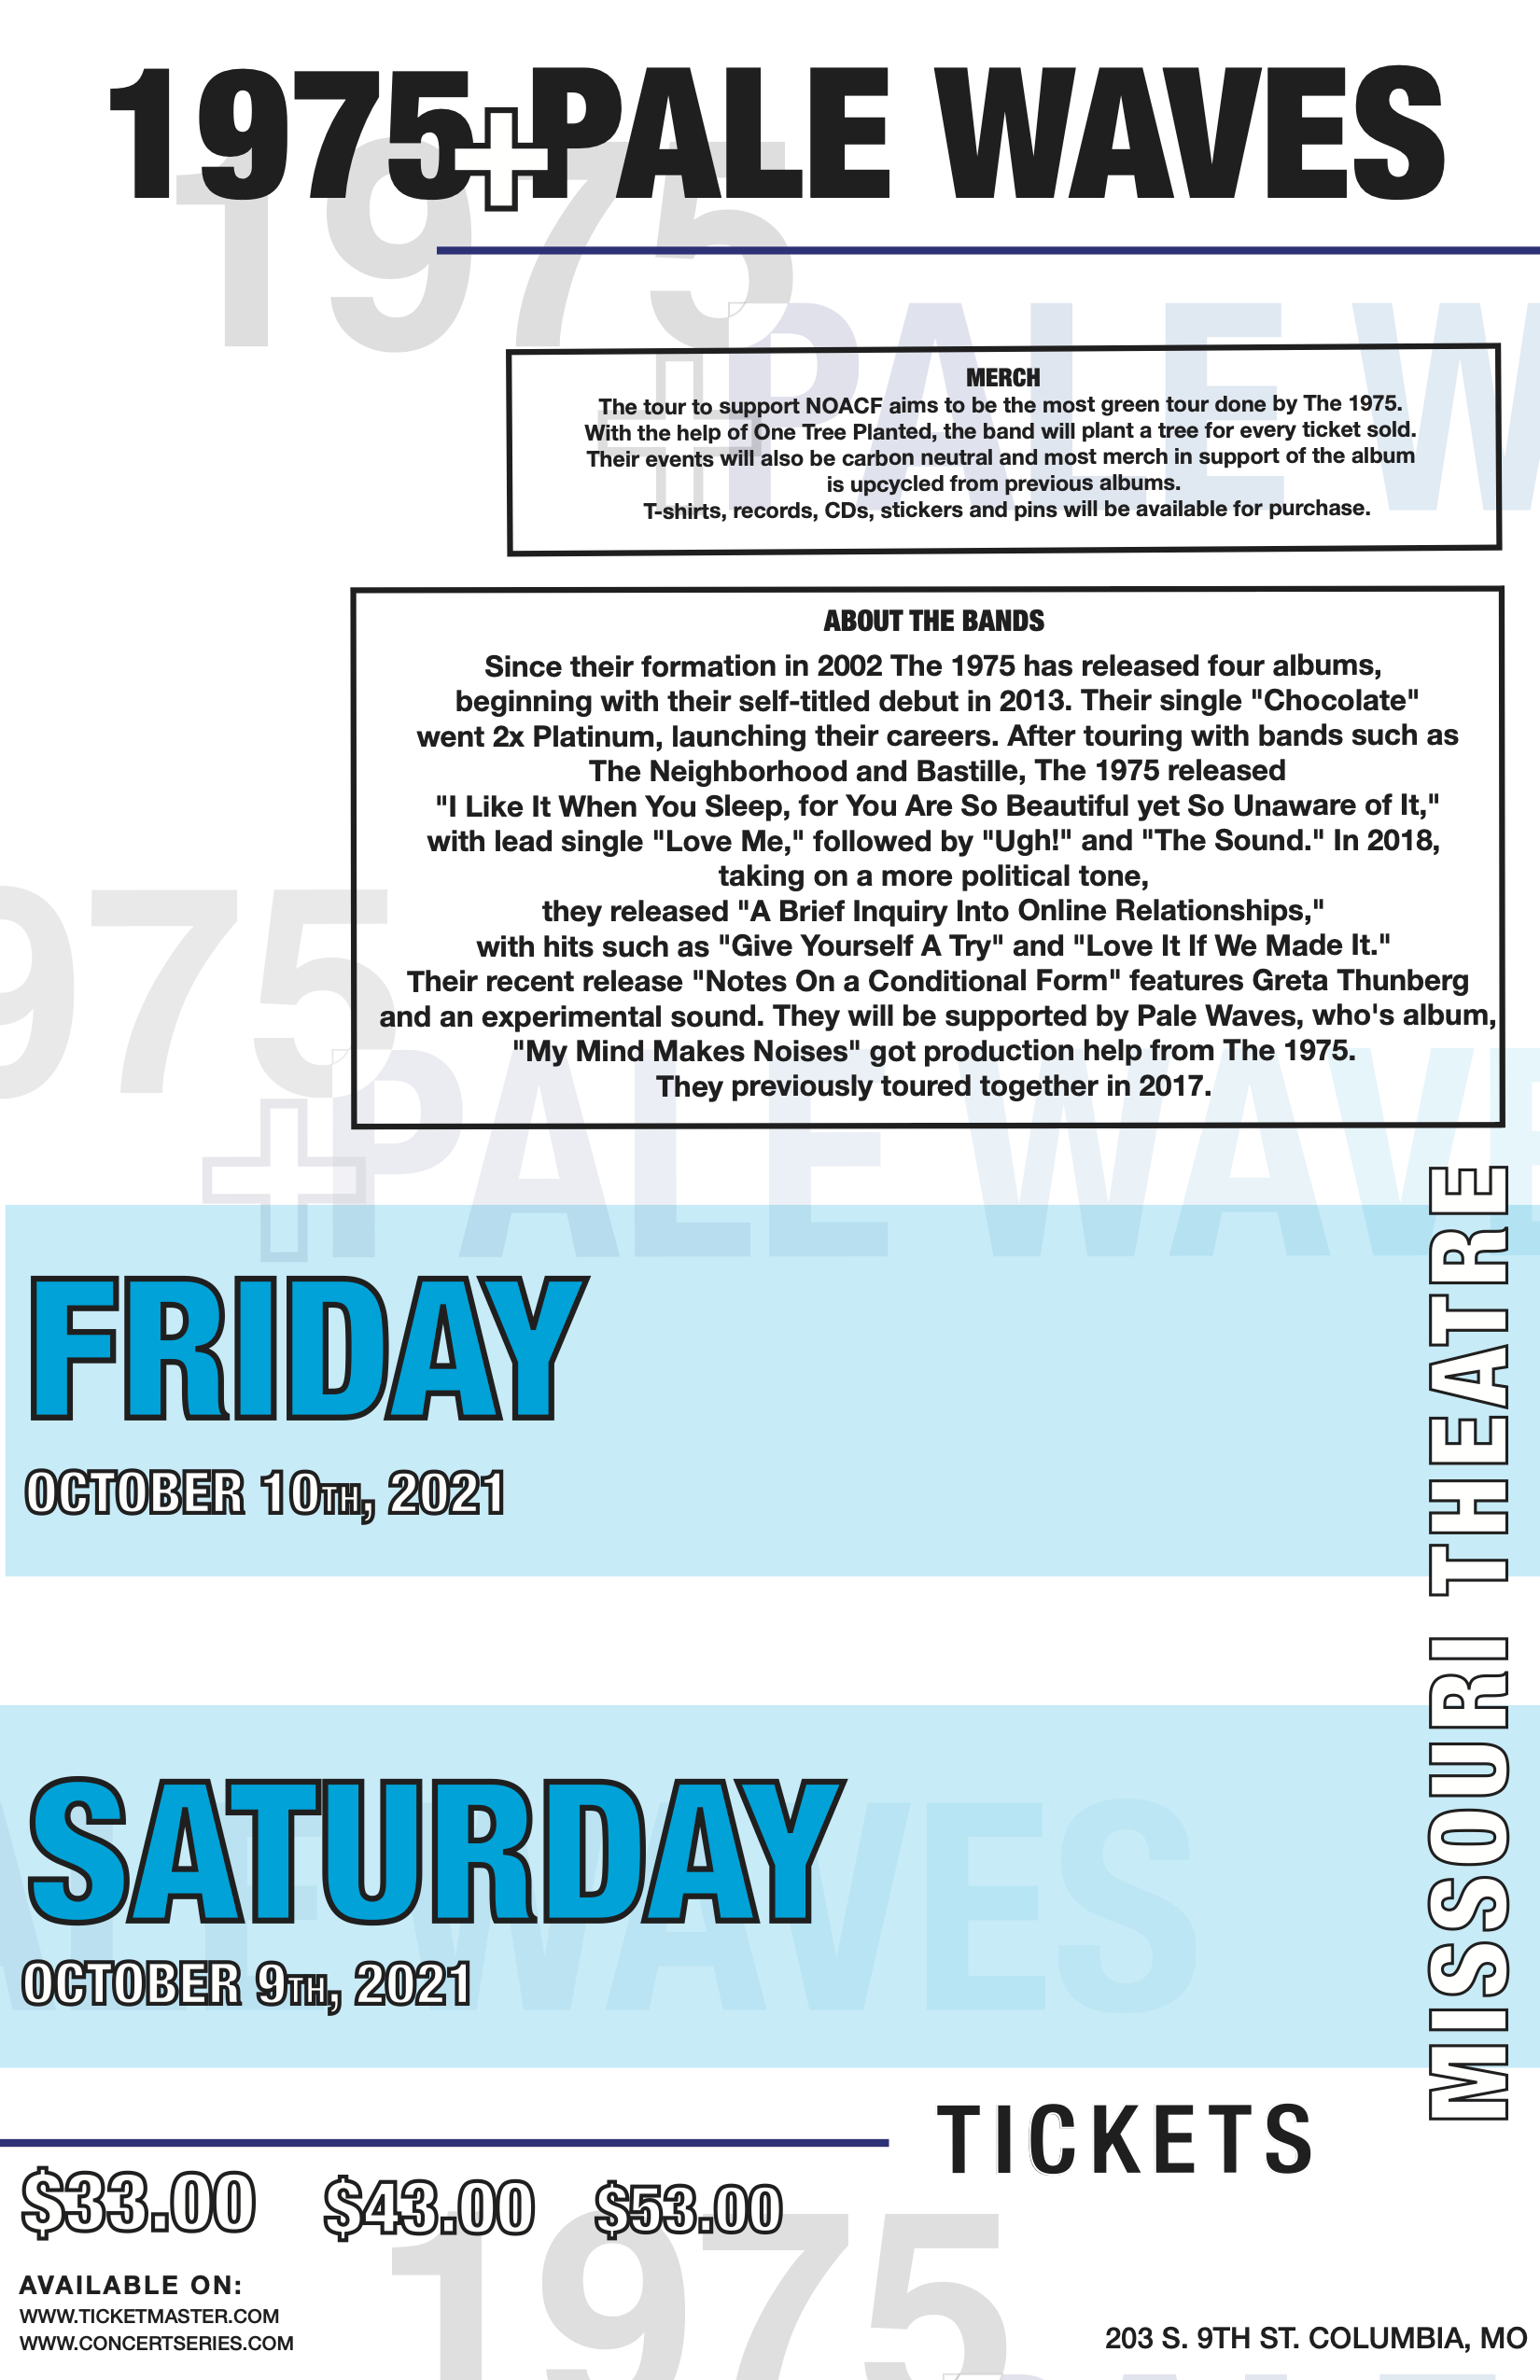 1975+PALE WAVES
1975
+PALE W
MERCH
The tour to support NOACF aims to be the most green tour done by The 1975.
With the help of One Tree Planted, the band will plant a tree for every ticket sold.
Their events will also be carbon neutral and most merch in support of the album
is upcycled from previous albums.
T-shirts, records, CDs, stickers and pins will be available for purchase.
ABOUT THE BANDS
Since their formation in 2002 The 1975 has released four albums,
beginning with their self-titled debut in 2013. Their single "Chocolate"
went 2x Platinum, launching their careers. After touring with bands such as
The Neighborhood and Bastille, The 1975 released
"I Like It When You Sleep, for You Are So Beautiful yet So Unaware of It,"
with lead single "Love Me," followed by "Ugh!" and "The Sound." In 2018,
taking on a more political tone,
they released "A Brief Inquiry Into Online Relationships,"
with hits such as "Give Yourself A Try" and "Love It If We Made It."
Their recent release "Notes On a Conditional Form" features Greta Thunberg
and an experimental sound. They will be supported by Pale Waves, who's album,
"My Mind Makes Noises" got production help from The 1975.
They previously toured together in 2017.
975
+PALE WAVE
FRIDAY
OCTOBER 10TH, 2021
SATURDAY
OCTOBER 9TH, 2021
ALE WAVES
MISSOURI THEATRE
TICKETS
$33.00 $43.00 $53.00
1975
AVAILABLE ON:
WWW.TICKETMASTER.COM
WWW.CONCERTSERIES.COM
203 S. 9TH ST. COLUMBIA, MO